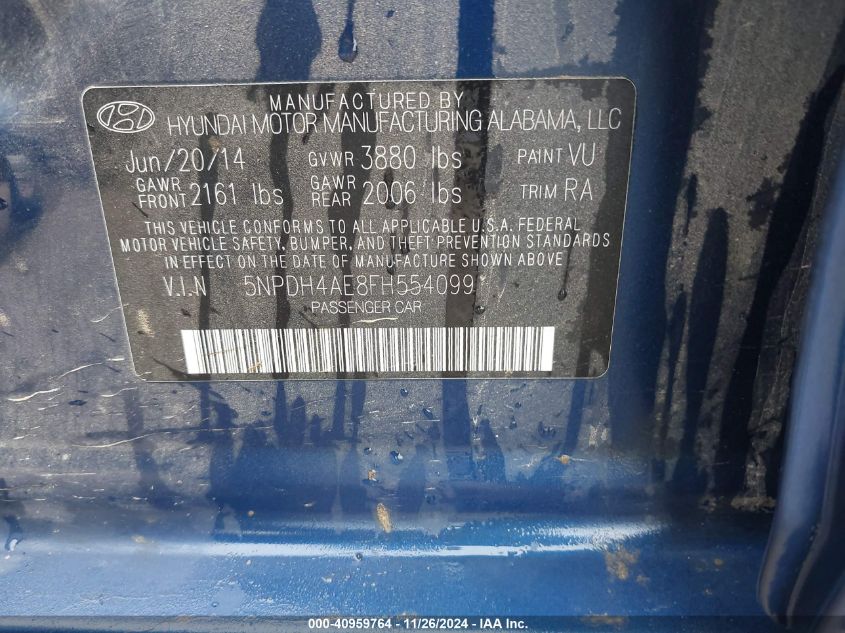 MANUFACTURED BY
HYUNDAI MOTOR MANUFACTURING ALABAMA, LLC
Jun/20/14 GVWR 3880 lbs PAINT VU
GAWR FRONT 2161 lbs GAWR REAR 2006 lbs TRIM RA
THIS VEHICLE CONFORMS TO ALL APPLICABLE U.S.A. FEDERAL
MOTOR VEHICLE SAFETY, BUMPER, AND THEFT PREVENTION STANDARDS
IN EFFECT ON THE DATE OF MANUFACTURE SHOWN ABOVE.
V.I.N 5NPDH4AE8FH554099
PASSENGER CAR
000-40959764 - 11/26/2024 - IAA Inc.